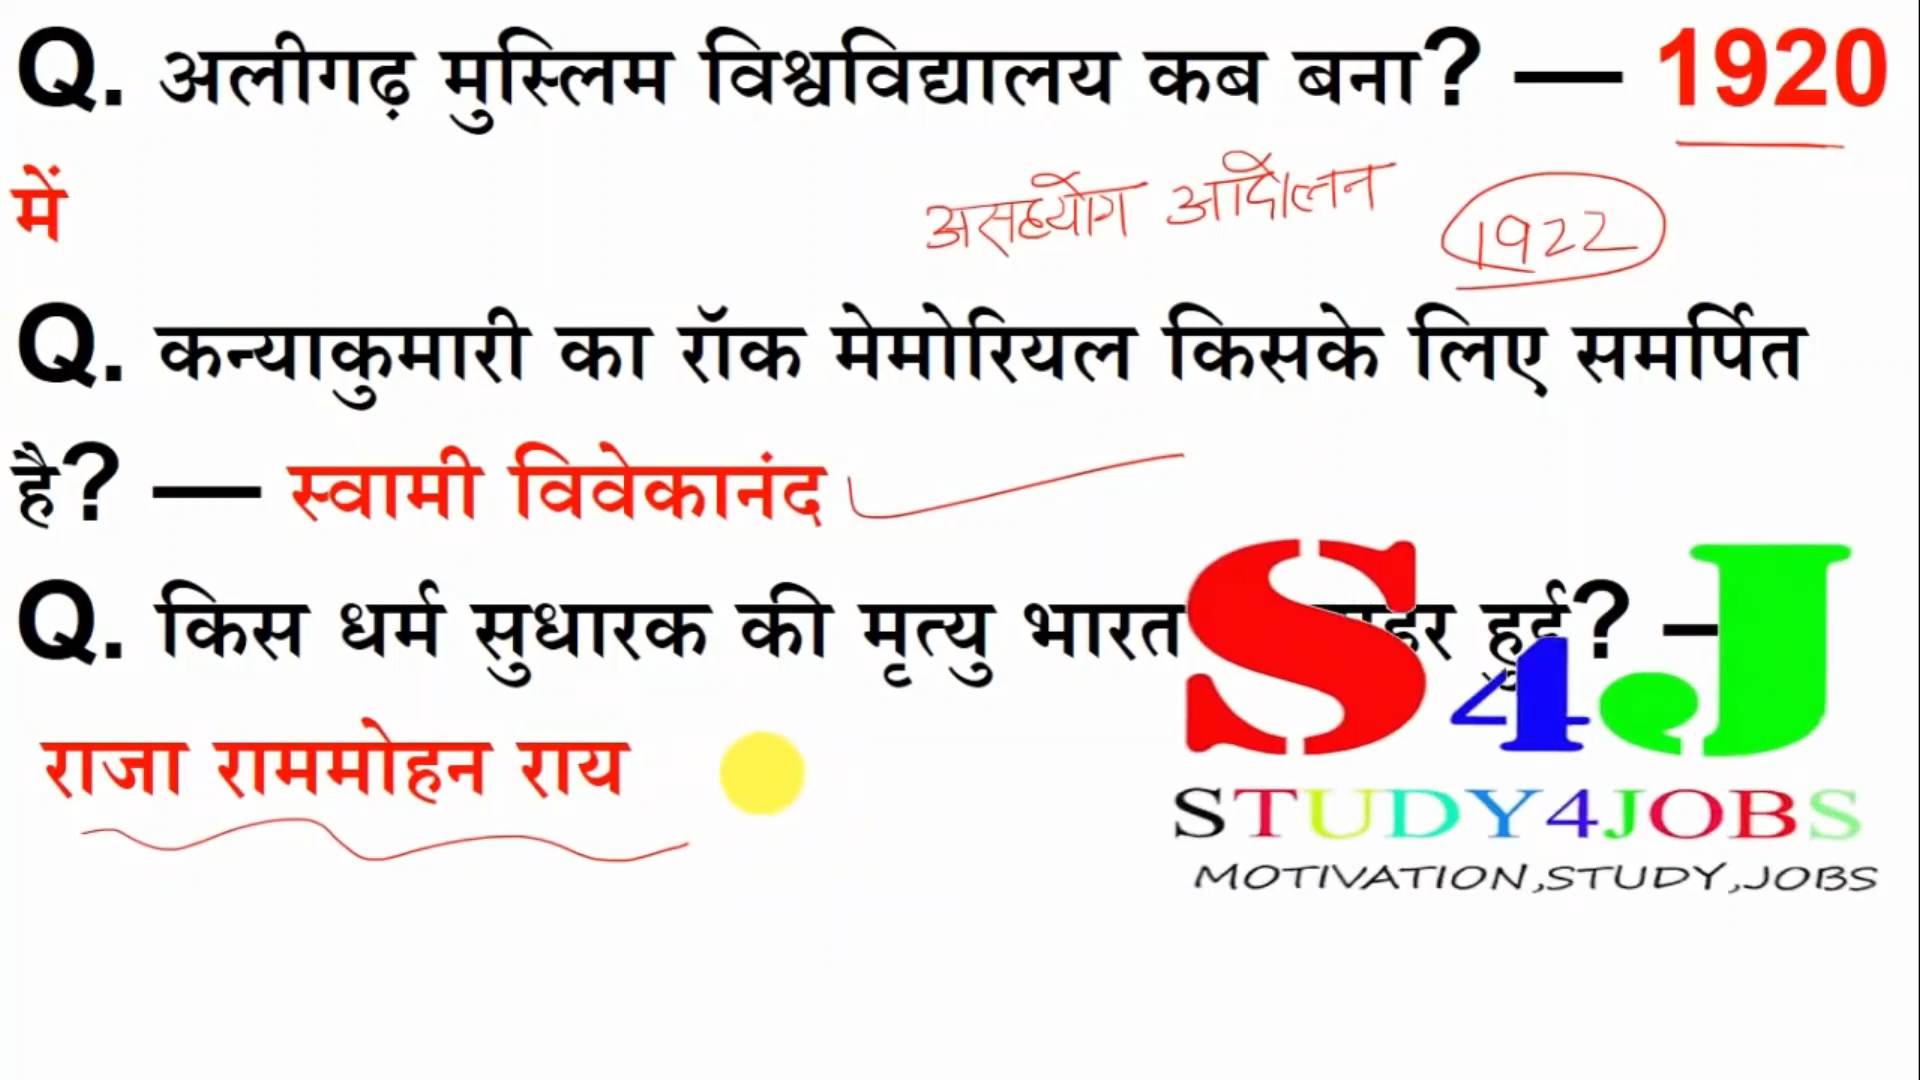 Q. अलीगढ़ मुस्लिम विश्वविद्यालय कब बना? — 1920
में
असहयोग आंदोलन 1922
Q. कन्याकुमारी का रॉक मेमोरियल किसके लिए समर्पित
है? — स्वामी विवेकानंद
Q. किस धर्म सुधारक की मृत्यु भारत हुई? –
राजा राममोहन राय
S4J
STUDY4JOBS
MOTIVATION,STUDY,JOBS